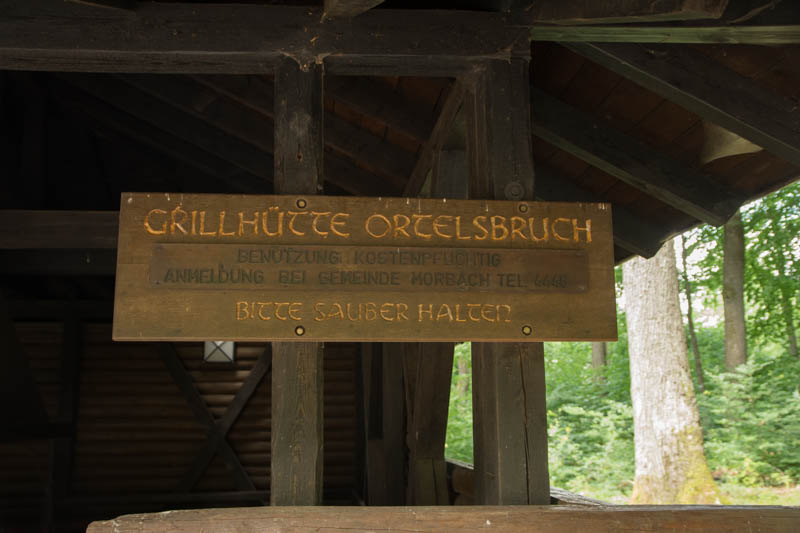 GRILLHÜTTE ORTELSBRUCH
BENÜTZUNG KOSTENPFLICHTIG
ANMELDUNG BEI GEMEINDE MORBACH TEL.
BITTE SAUBER HALTEN